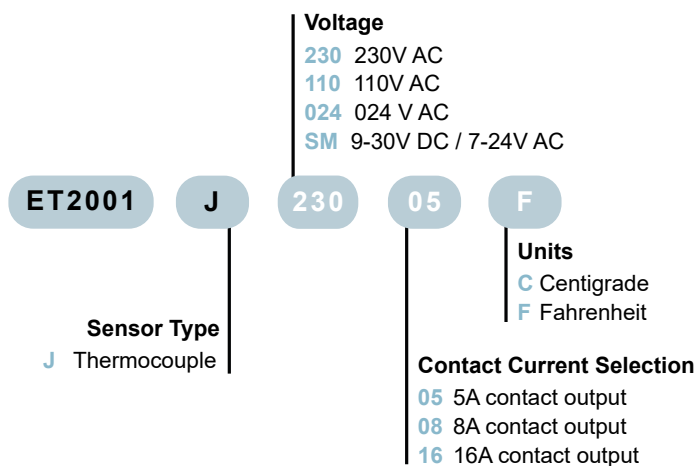 Voltage
230 230V AC
110 110V AC
024 024 V AC
SM 9-30V DC / 7-24V AC
ET2001 J 230 05 F
Units
C Centigrade
F Fahrenheit
Sensor Type
J Thermocouple
Contact Current Selection
05 5A contact output
08 8A contact output
16 16A contact output